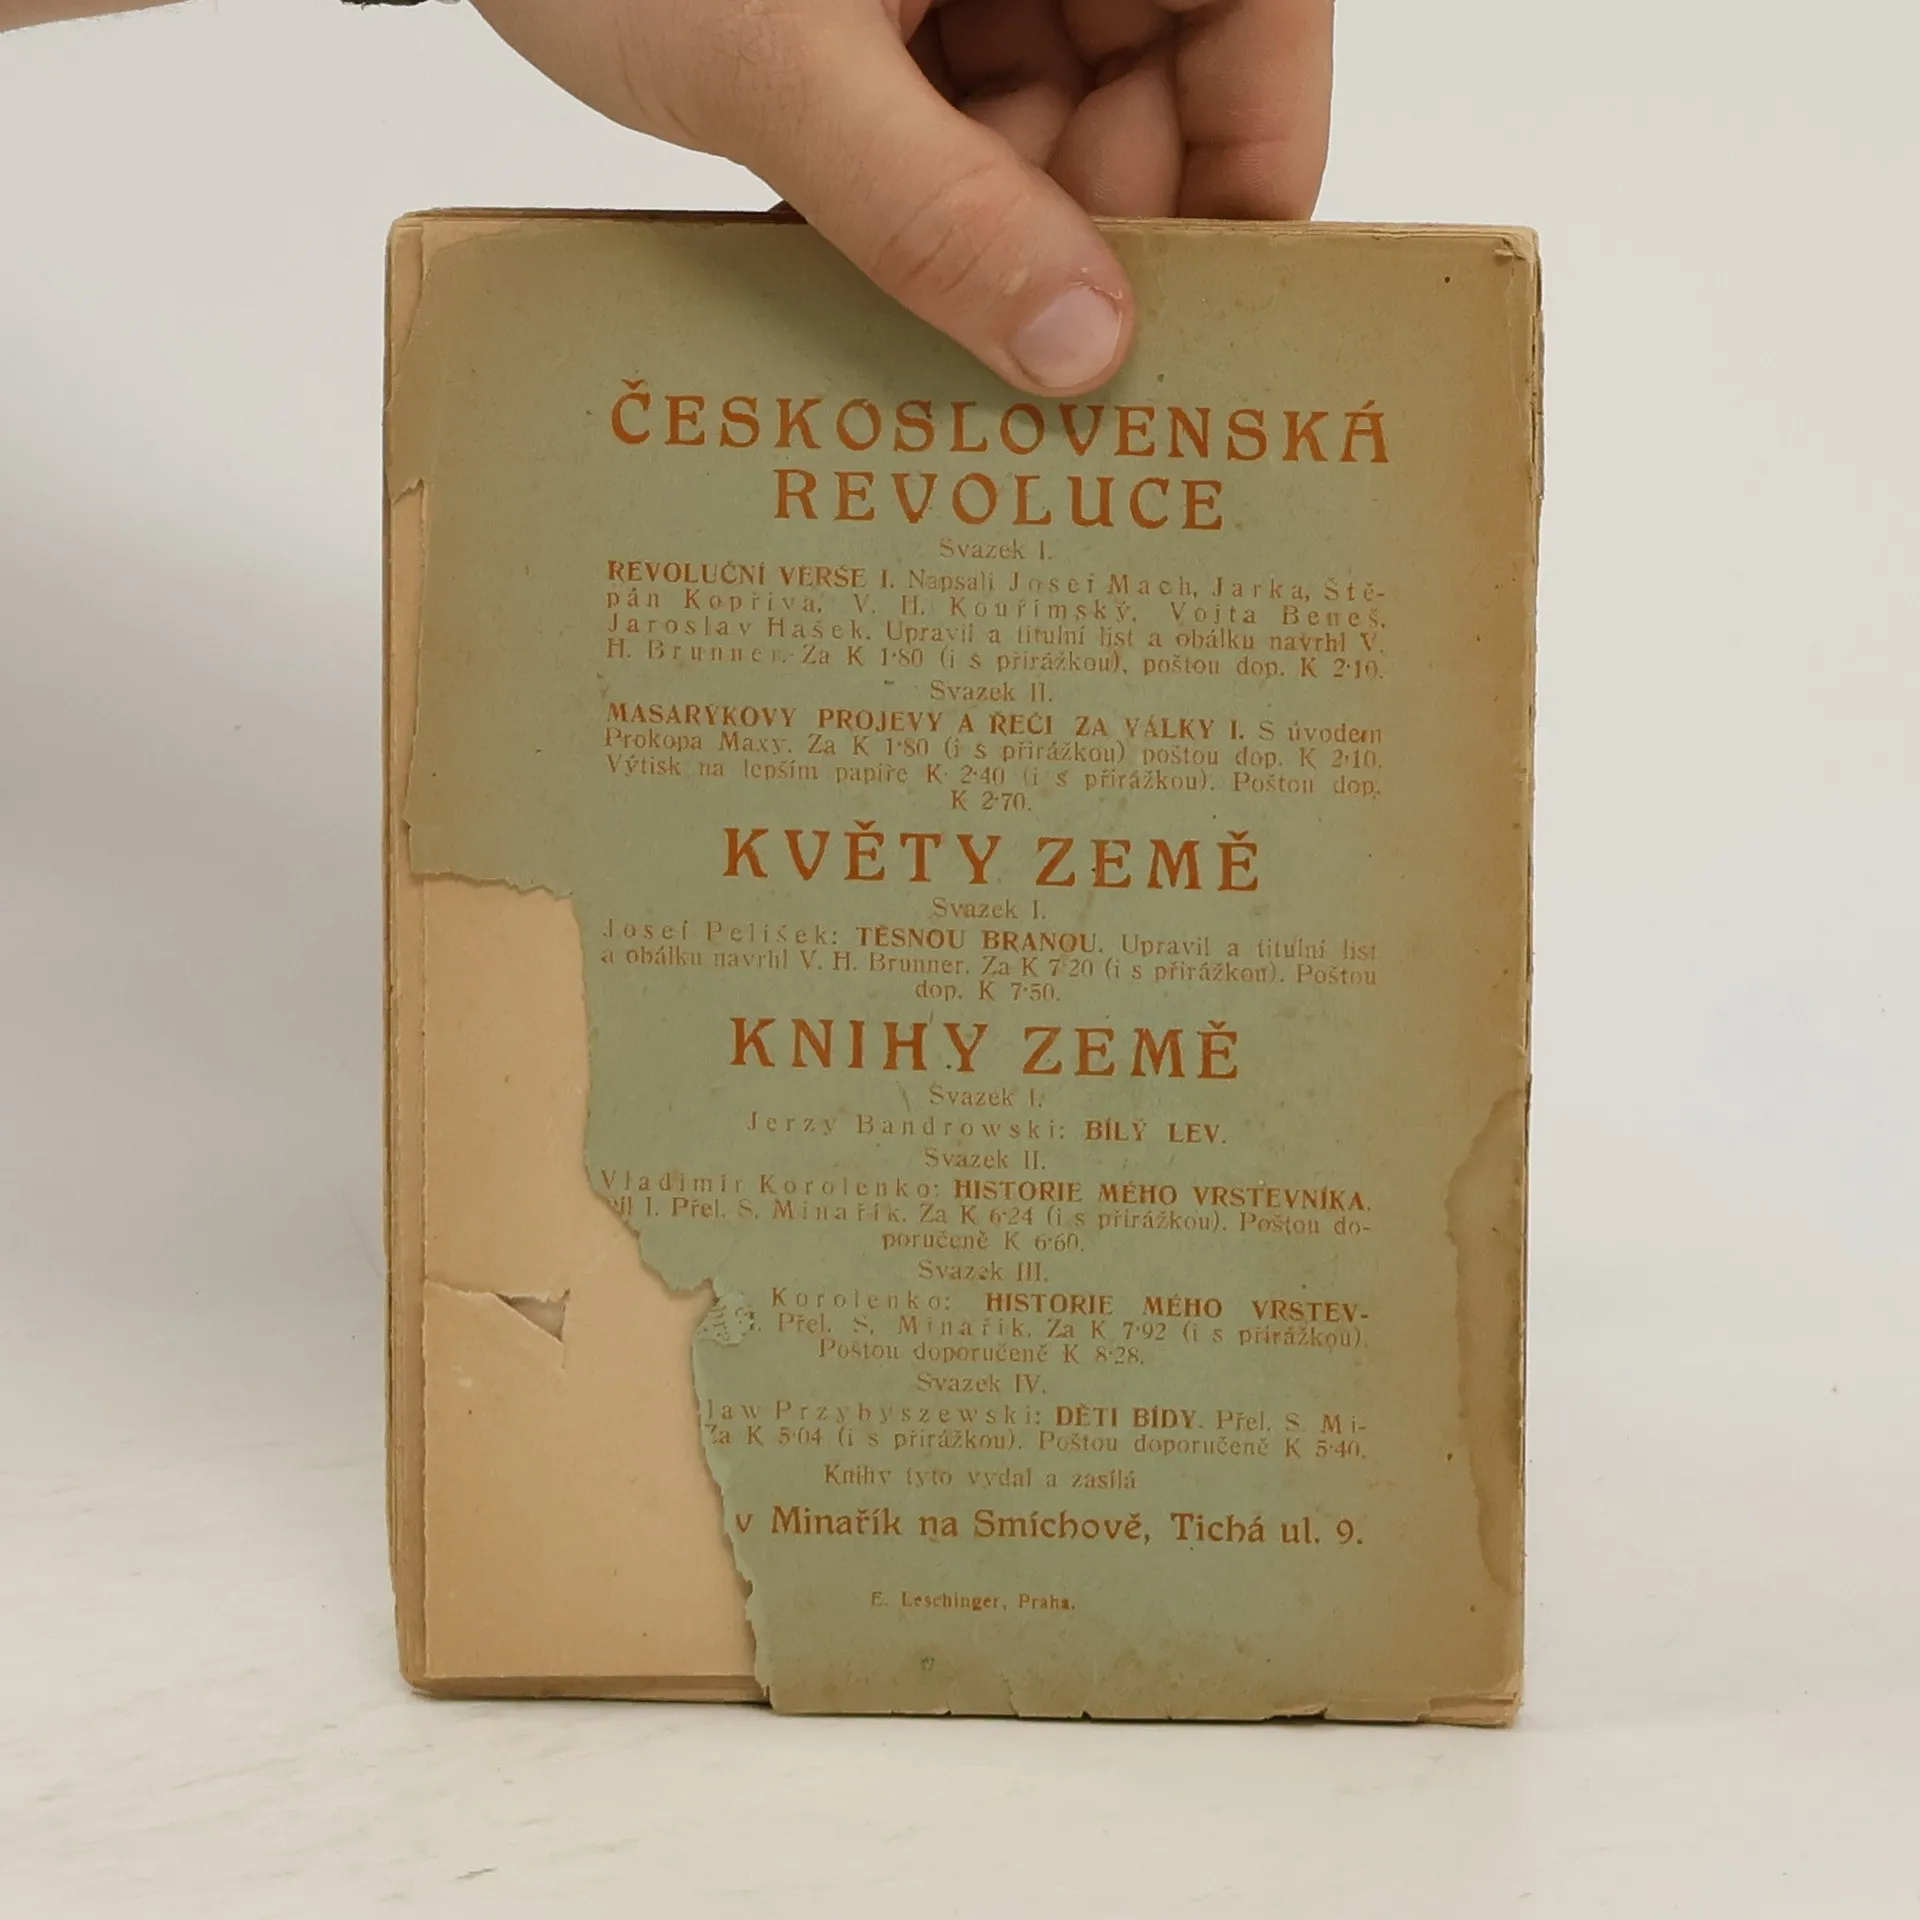 ČESKOSLOVENSKÁ
REVOLUCE
Svazek I.
REVOLUČNÍ VERŠE I. Napsali Josef Mach, Jarka, Ště-
pán Kopřiva, V. H. Kouřimský, Vojta Beneš,
Jaroslav Hašek. Upravil a titulní list a obálku navrhl V.
H. Brunner. Za K 1·80 (i s přirážkou), poštou dop. K 2·10.
Svazek II.
MASARYKOVY PROJEVY A ŘEČI ZA VÁLKY I. S úvodem
Prokopa Maxy. Za K 1·80 (i s přirážkou) poštou dop. K 2·10.
Výtisk na lepším papíře K 2·40 (i s přirážkou). Poštou dop.
K 2·70.
KVĚTY ZEMĚ
Svazek I.
Josef Pelíšek: TĚSNOU BRANOU. Upravil a titulní list
a obálku navrhl V. H. Brunner. Za K 7·20 (i s přirážkou). Poštou
dop. K 7·50.
KNIHY ZEMĚ
Svazek I.
Jerzy Bandrowski: BÍLÝ LEV.
Svazek II.
Vladimir Korolenko: HISTORIE MÉHO VRSTEVNÍKA.
Díl I. Přel. S. Minařík. Za K 6·24 (i s přirážkou). Poštou do-
poručeně K 6·60.
Svazek III.
Korolenko: HISTORIE MÉHO VRSTEV-
Přel. S. Minařík. Za K 7·92 (i s přirážkou).
Poštou doporučeně K 8·28.
Svazek IV.
law Przybyszewski: DĚTI BÍDY. Přel. S. Mi-
Za K 5·04 (i s přirážkou). Poštou doporučeně K 5·40.
Knihy tyto vydal a zasílá
v Minařík na Smíchově, Tichá ul. 9.
E. Leschinger, Praha.